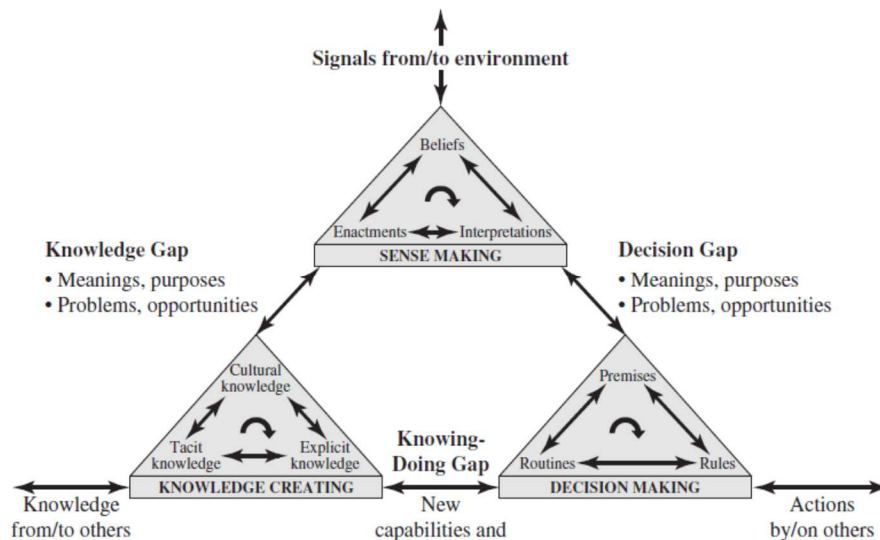 Signals from/to environment
Beliefs
Enactments
Interpretations
SENSE MAKING
Knowledge Gap
• Meanings, purposes
• Problems, opportunities
Decision Gap
• Meanings, purposes
• Problems, opportunities
Cultural
knowledge
Tacit
knowledge
Explicit
knowledge
KNOWLEDGE CREATING
Knowing-
Doing Gap
New
capabilities and
Premises
Routines
Rules
DECISION MAKING
Knowledge
from/to others
Actions
by/on others